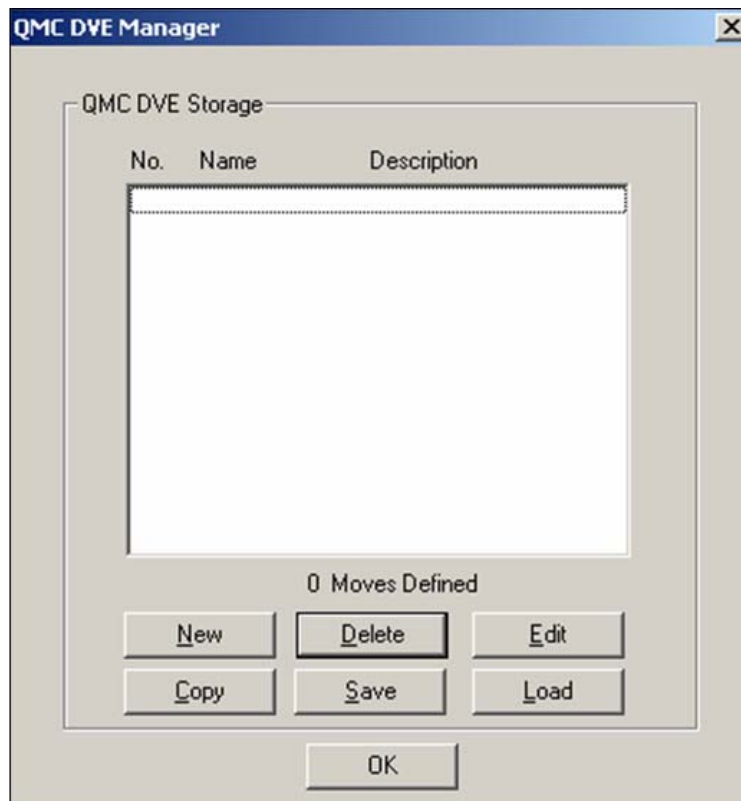 QMC DVE Manager
QMC DVE Storage
No. Name Description
0 Moves Defined
New Delete Edit
Copy Save Load
OK